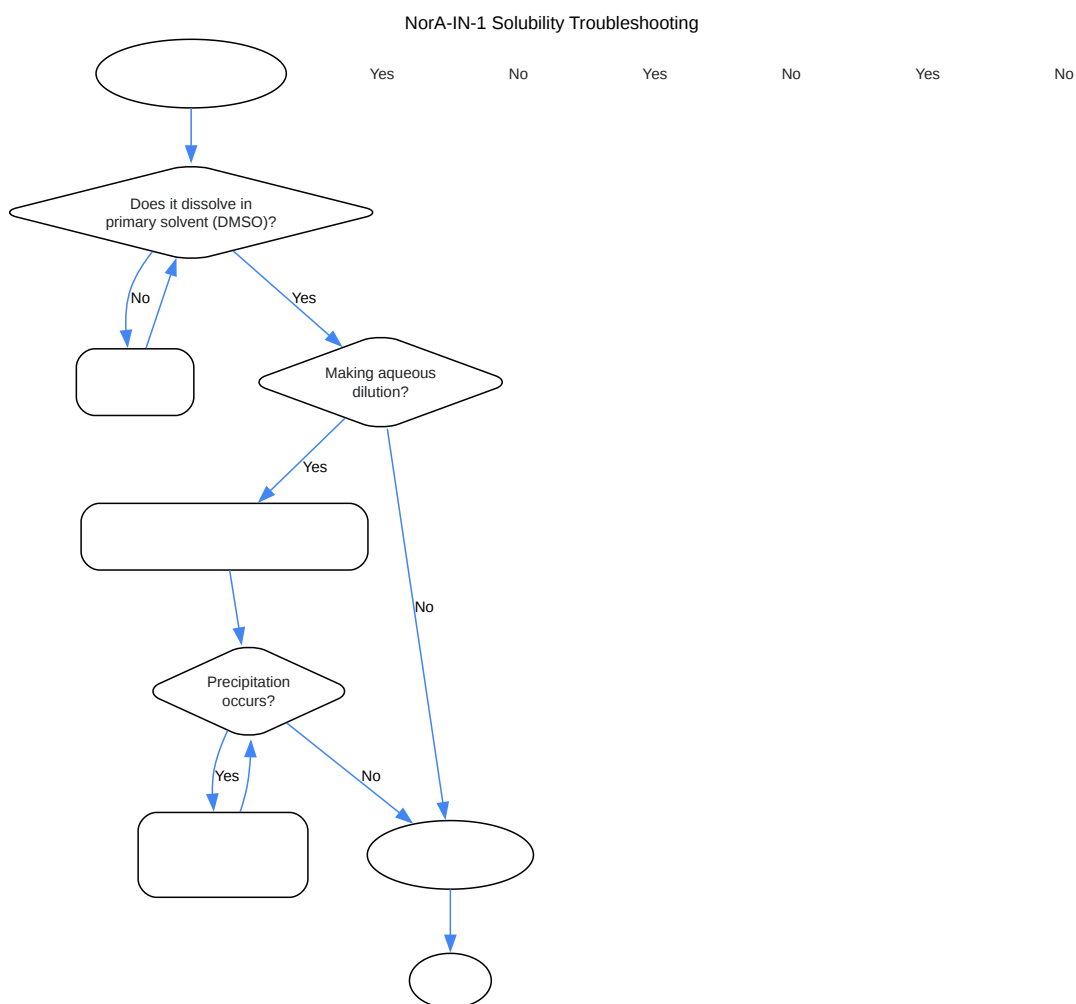 NorA-IN-1 Solubility Troubleshooting
Yes
No
Yes
No
Yes
No
Does it dissolve in
primary solvent (DMSO)?
No
Yes
Making aqueous
dilution?
Yes
No
Precipitation
occurs?
Yes
No